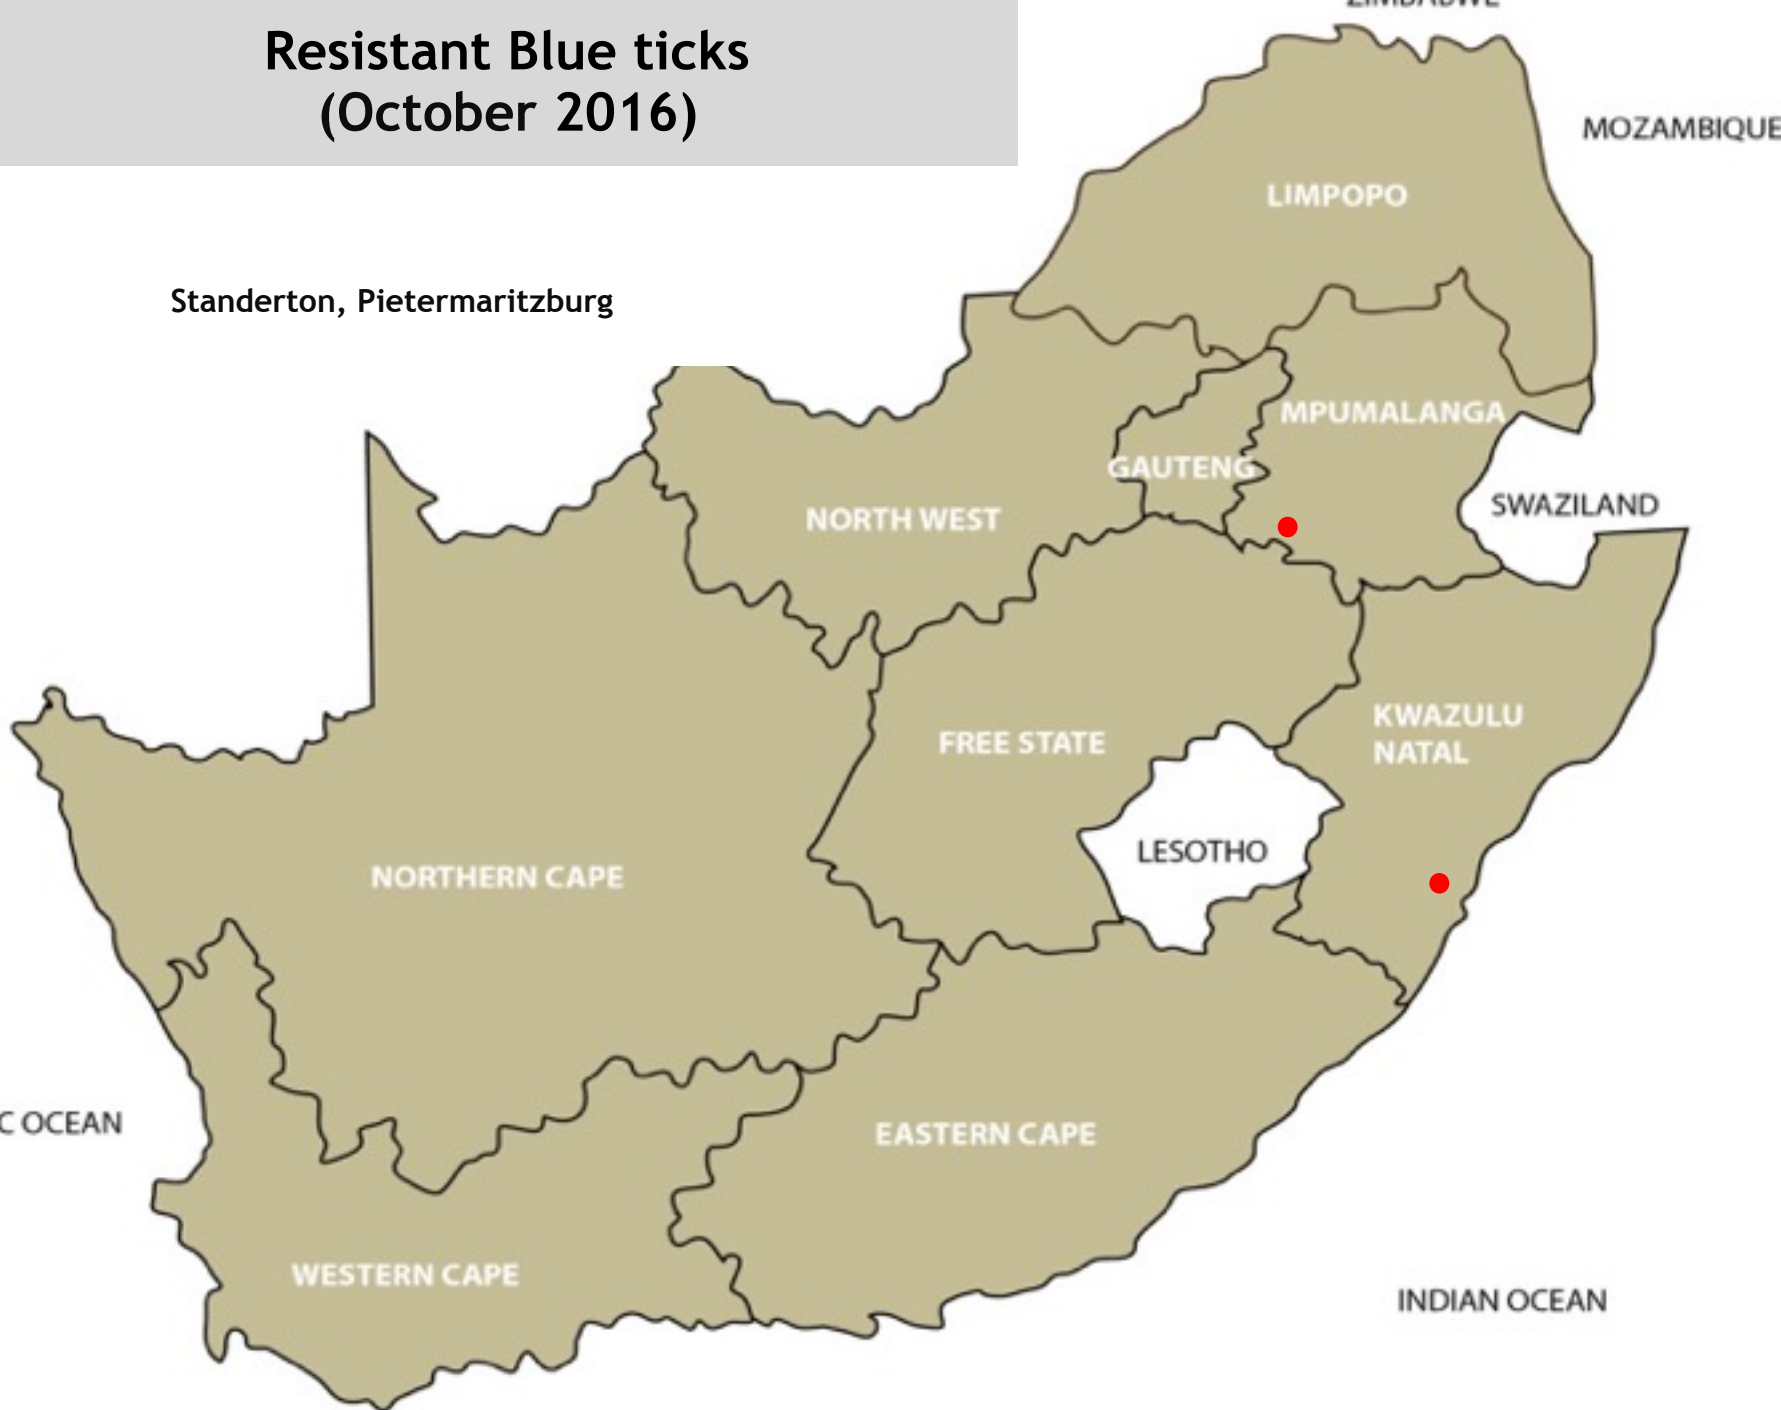 Resistant Blue ticks
(October 2016)
ZIMBABWE
MOZAMBIQUE
LIMPOPO
Standerton, Pietermaritzburg
MPUMALANGA
GAUTENG
SWAZILAND
NORTH WEST
KWAZULU
NATAL
FREE STATE
LESOTHO
NORTHERN CAPE
C OCEAN
EASTERN CAPE
WESTERN CAPE
INDIAN OCEAN